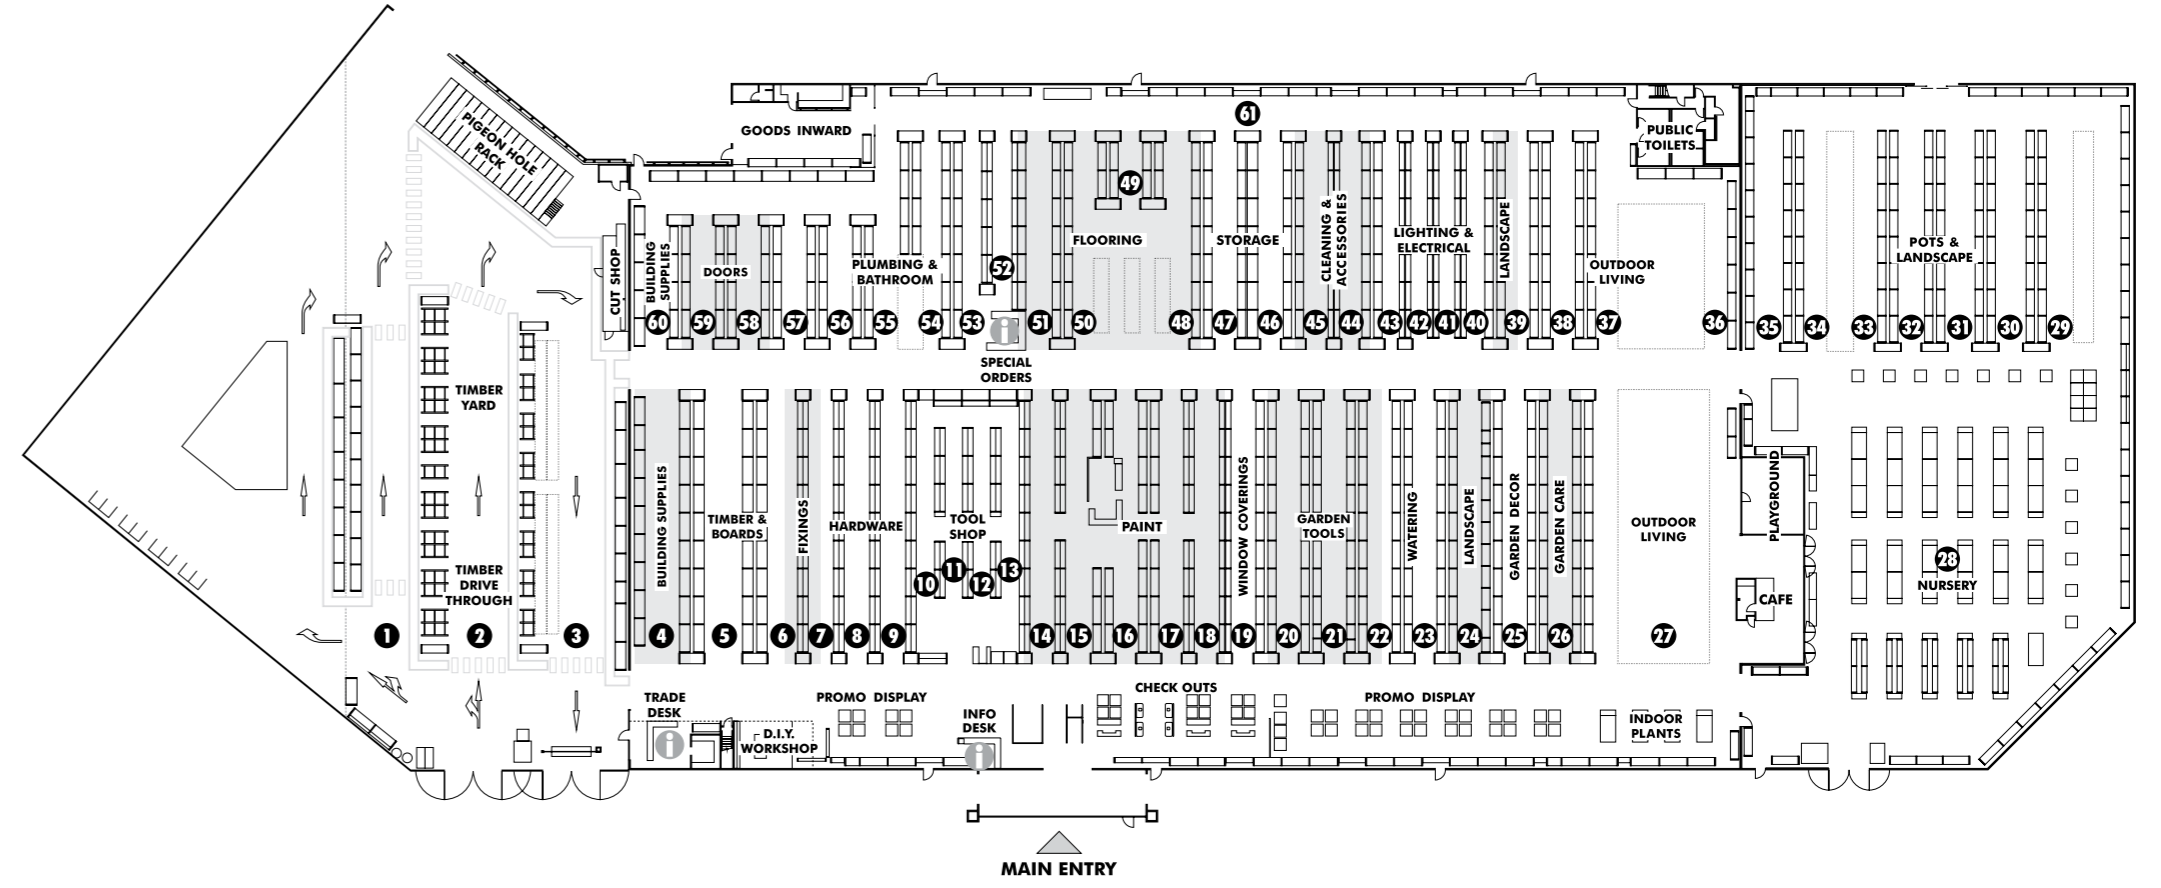 PIGEON HOLE
RACK
GOODS INWARD
61
PUBLIC
TOILETS
49
CUT SHOP
BUILDING
SUPPLIES
DOORS
PLUMBING &
BATHROOM
52
FLOORING
STORAGE
CLEANING &
ACCESSORIES
LIGHTING &
ELECTRICAL
LANDSCAPE
OUTDOOR
LIVING
POTS &
LANDSCAPE
60
59
58
57
56
55
54
53
i
51
50
48
47
46
45
44
43
42
41
40
39
38
37
36
35
34
33
32
31
30
29
SPECIAL
ORDERS
TIMBER
YARD
TIMBER
DRIVE
THROUGH
BUILDING SUPPLIES
TIMBER &
BOARDS
FIXINGS
HARDWARE
TOOL
SHOP
10
11
12
13
PAINT
WINDOW COVERINGS
GARDEN
TOOLS
WATERING
LANDSCAPE
GARDEN DECOR
GARDEN CARE
OUTDOOR
LIVING
PLAYGROUND
CAFE
28
NURSERY
1
2
3
4
5
6
7
8
9
14
15
16
17
18
19
20
21
22
23
24
25
26
27
TRADE
DESK
i
D.I.Y.
WORKSHOP
PROMO DISPLAY
INFO
DESK
i
CHECK OUTS
PROMO DISPLAY
INDOOR
PLANTS
MAIN ENTRY